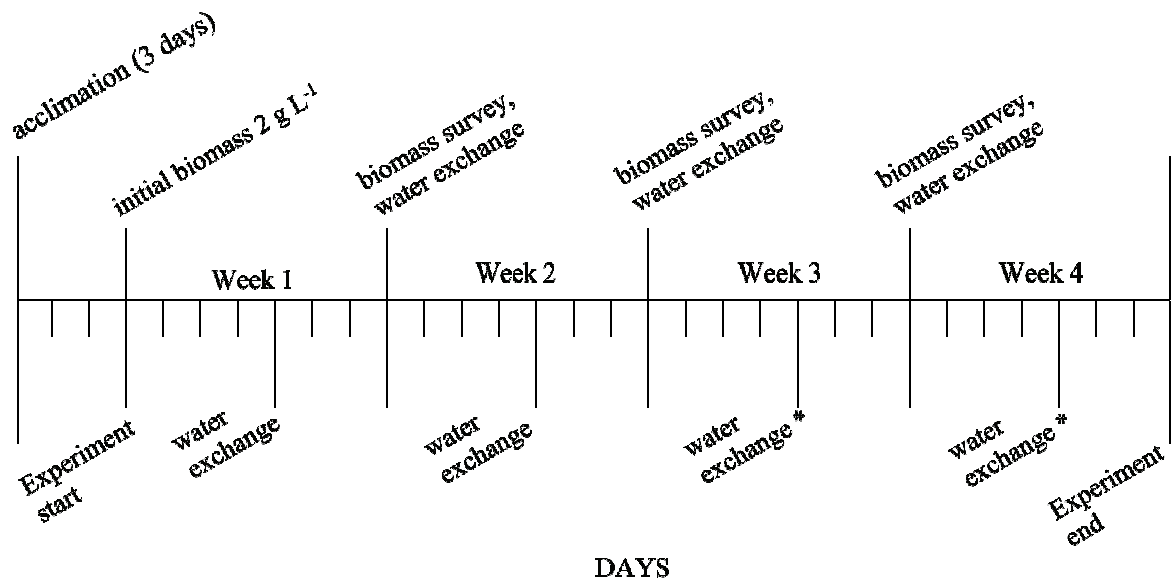 acclimation (3 days)
initial biomass 2 g L⁻¹
biomass survey,
water exchange
biomass survey,
water exchange
biomass survey,
water exchange
Week 1
Week 2
Week 3
Week 4
Experiment
start
water
exchange
water
exchange
water
exchange *
water
exchange *
Experiment
end
DAYS